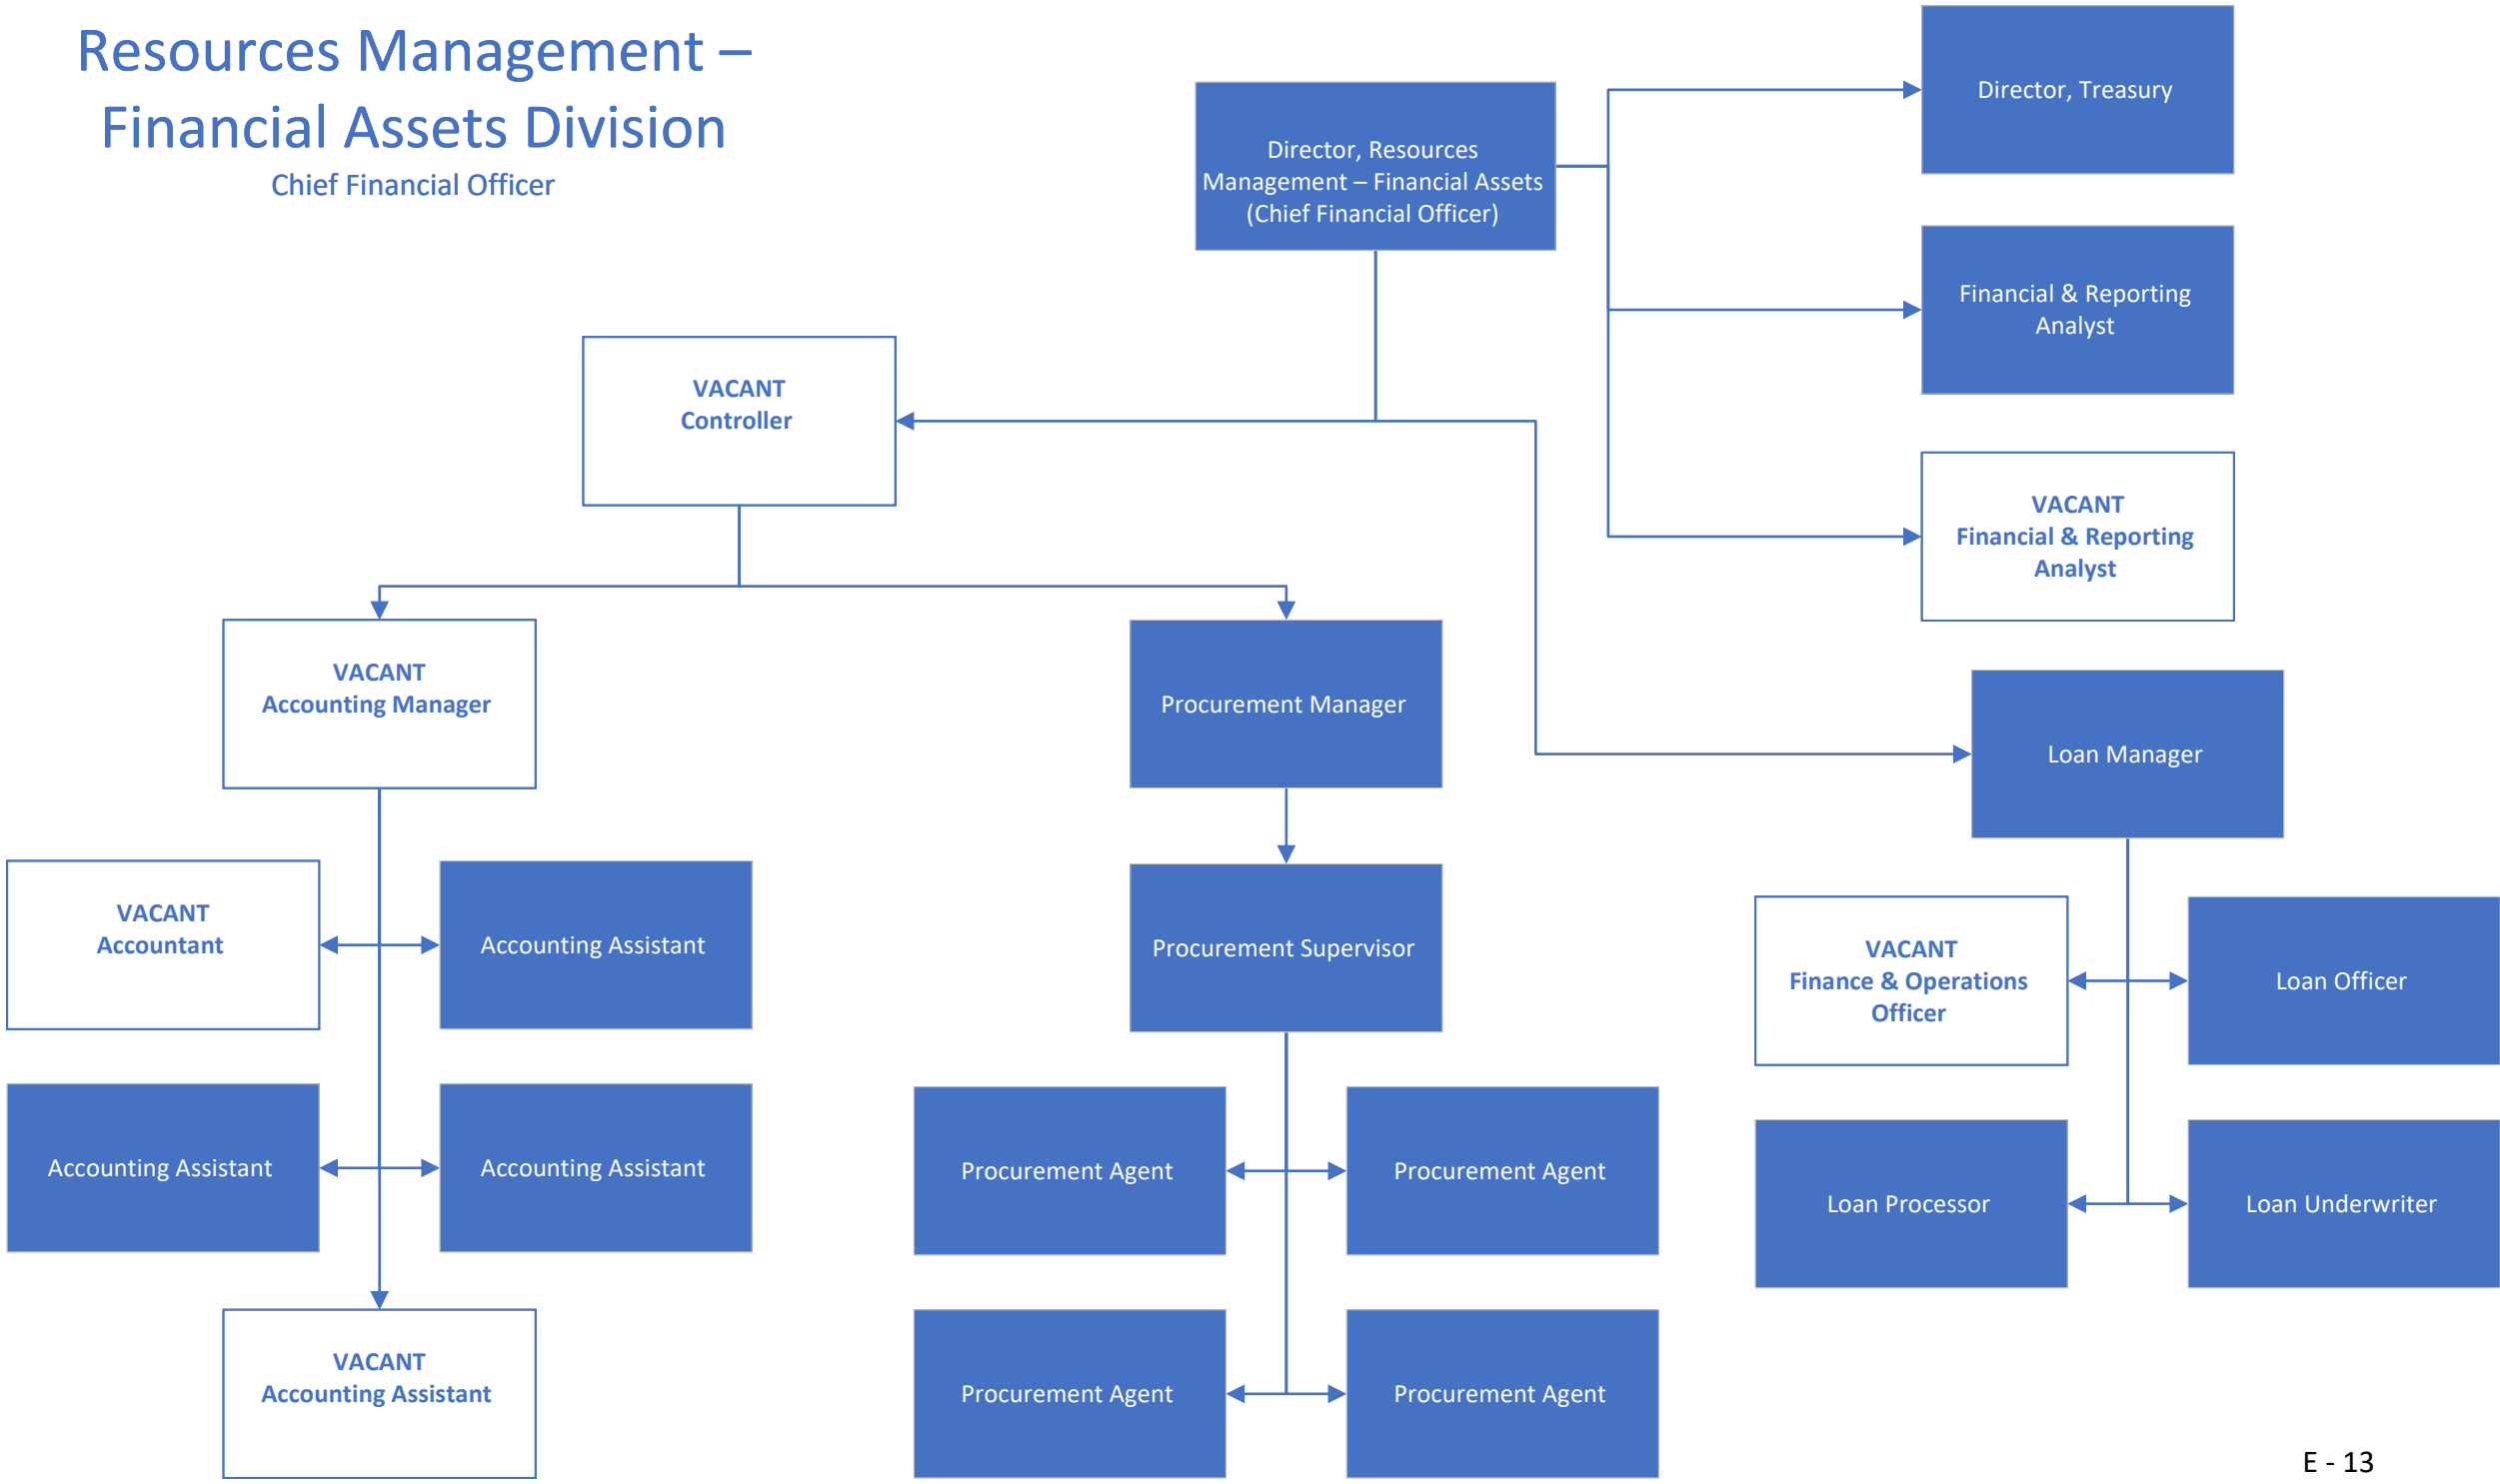 Resources Management –
Financial Assets Division
Chief Financial Officer
Director, Resources
Management – Financial Assets
(Chief Financial Officer)
Director, Treasury
Financial & Reporting
Analyst
VACANT
Controller
VACANT
Financial & Reporting
Analyst
VACANT
Accounting Manager
Procurement Manager
Loan Manager
VACANT
Accountant
Accounting Assistant
Procurement Supervisor
VACANT
Finance & Operations
Officer
Loan Officer
Accounting Assistant
Accounting Assistant
Procurement Agent
Procurement Agent
Loan Processor
Loan Underwriter
VACANT
Accounting Assistant
Procurement Agent
Procurement Agent
E - 13